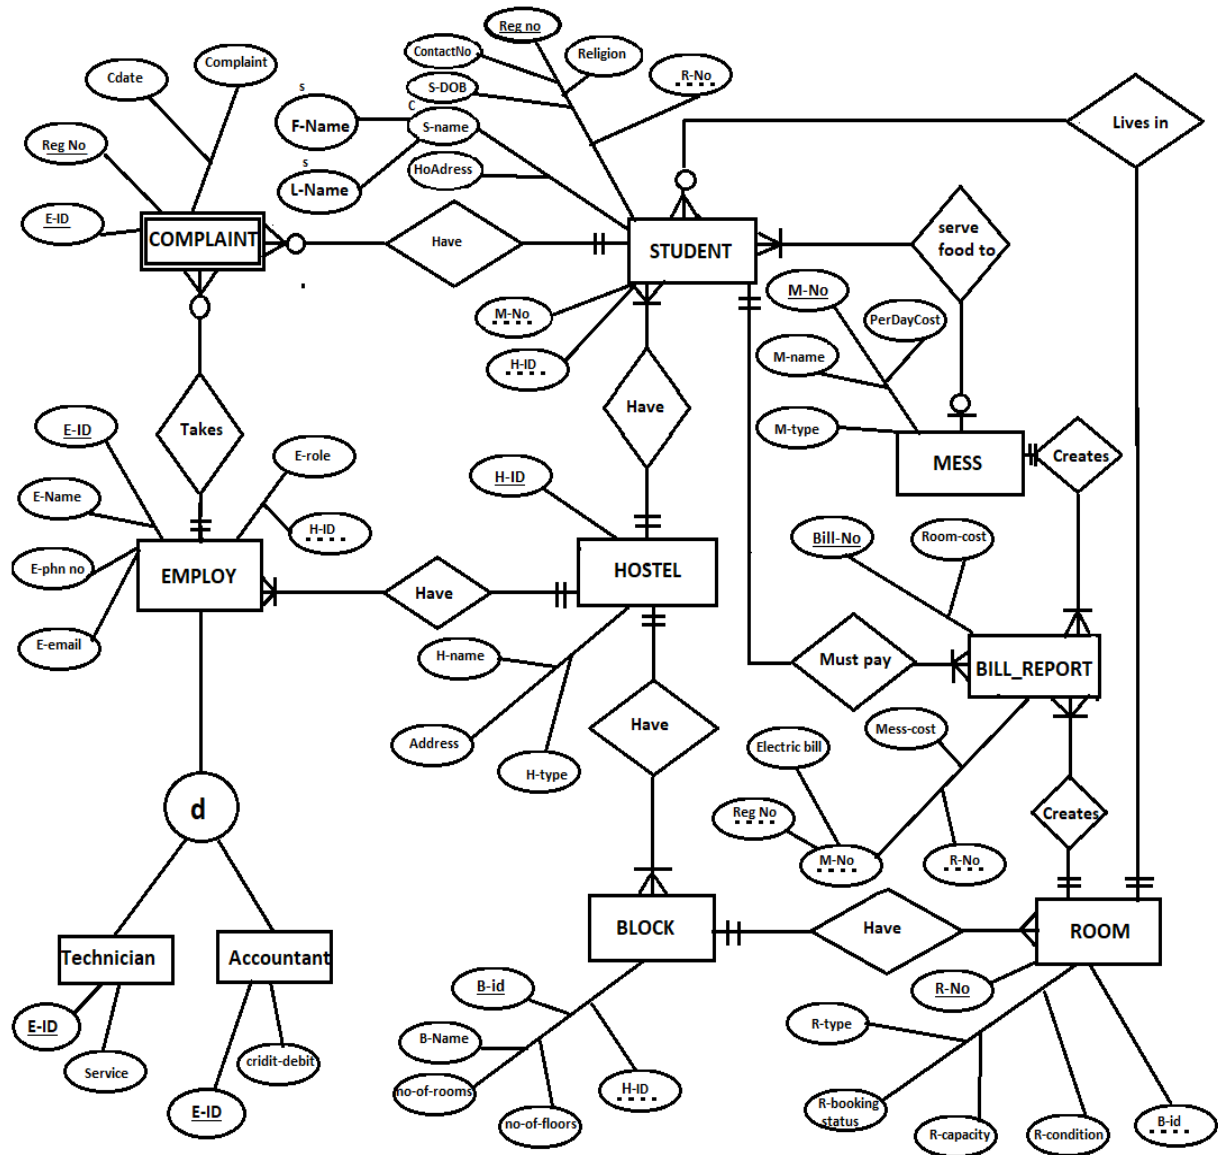 Reg no
ContactNo
Religion
Complaint
Cdate
S-DOB
R-No
s
C
F-Name
S-name
Lives in
Reg No
s
HoAdress
L-Name
E-ID
COMPLAINT
Have
STUDENT
serve
food to
M-No
M-No
PerDayCost
H-ID
M-name
Have
Takes
E-ID
M-type
E-role
MESS
Creates
H-ID
E-Name
H-ID
Bill-No
Room-cost
E-phn no
EMPLOY
HOSTEL
Have
E-email
H-name
Must pay
BILL_REPORT
Have
Mess-cost
Address
Electric bill
H-type
d
Reg No
Creates
M-No
R-No
BLOCK
Have
ROOM
Technician
Accountant
B-id
R-No
E-ID
R-type
B-Name
cridit-debit
Service
no-of-rooms
H-ID
R-booking
status
E-ID
no-of-floors
B-id
R-capacity
R-condition